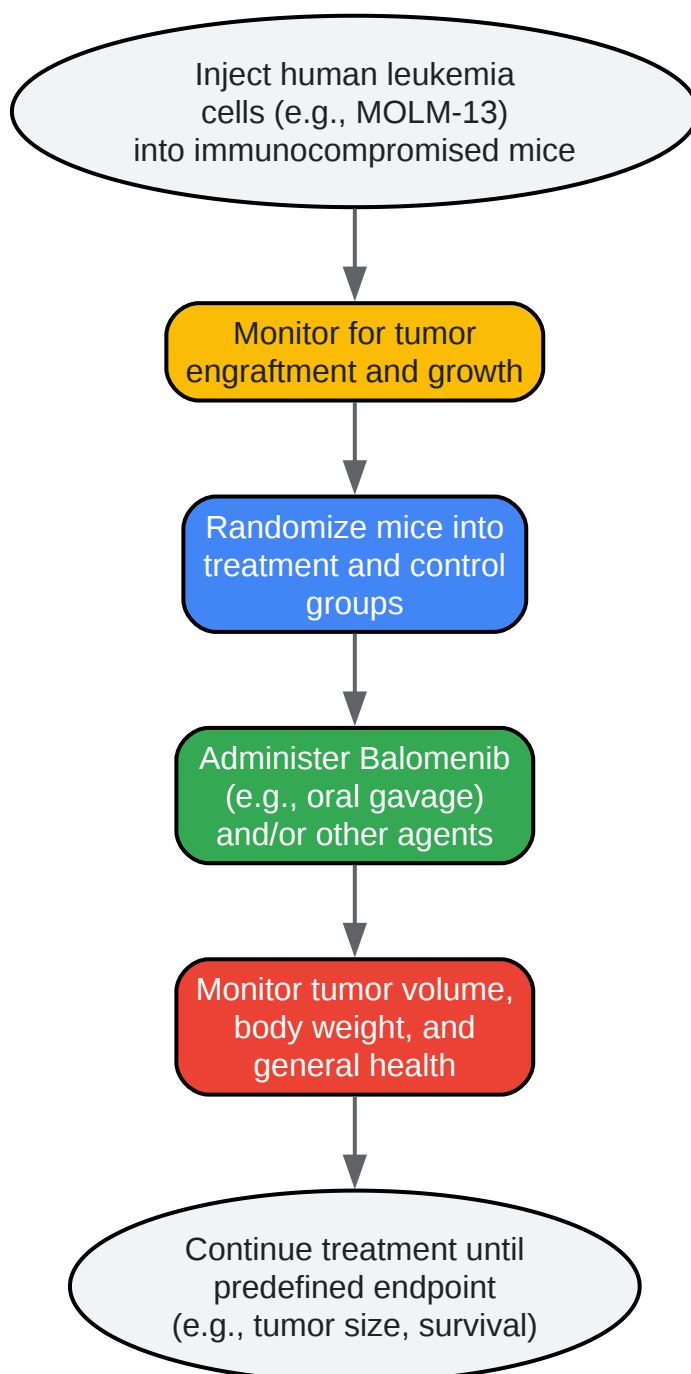 Inject human leukemia
cells (e.g., MOLM-13)
into immunocompromised mice
Monitor for tumor
engraftment and growth
Randomize mice into
treatment and control
groups
Administer Balomenib
(e.g., oral gavage)
and/or other agents
Monitor tumor volume,
body weight, and
general health
Continue treatment until
predefined endpoint
(e.g., tumor size, survival)